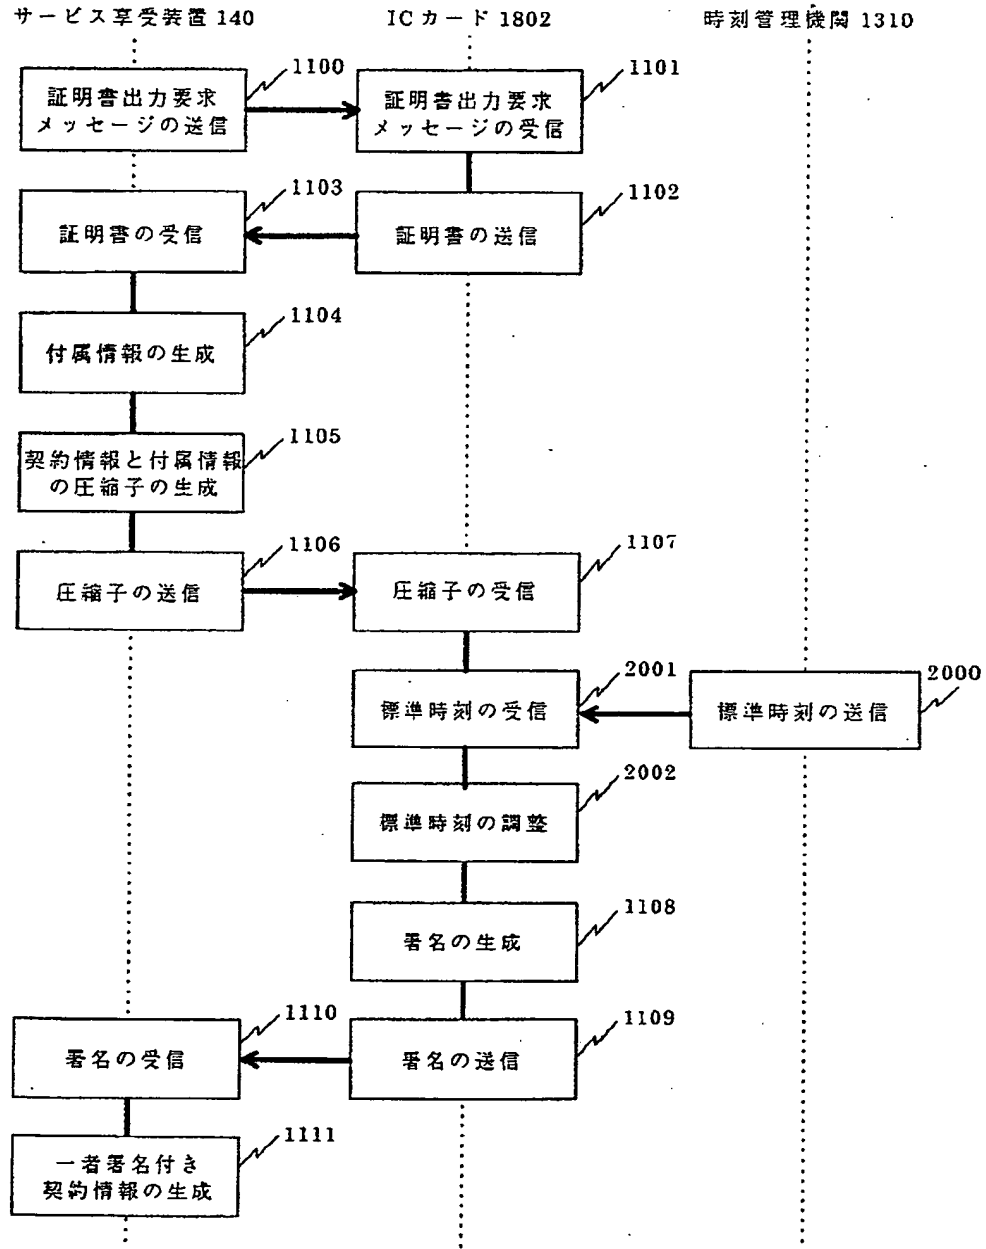 サービス享受装置 140
ICカード 1802
時刻管理機関 1310
1100
証明書出力要求
メッセージの送信
1101
証明書出力要求
メッセージの受信
1102
証明書の送信
1103
証明書の受信
1104
付属情報の生成
1105
契約情報と付属情報
の圧縮子の生成
1106
圧縮子の送信
1107
圧縮子の受信
2000
標準時刻の送信
2001
標準時刻の受信
2002
標準時刻の調整
1108
署名の生成
1109
署名の送信
1110
署名の受信
1111
一者署名付き
契約情報の生成